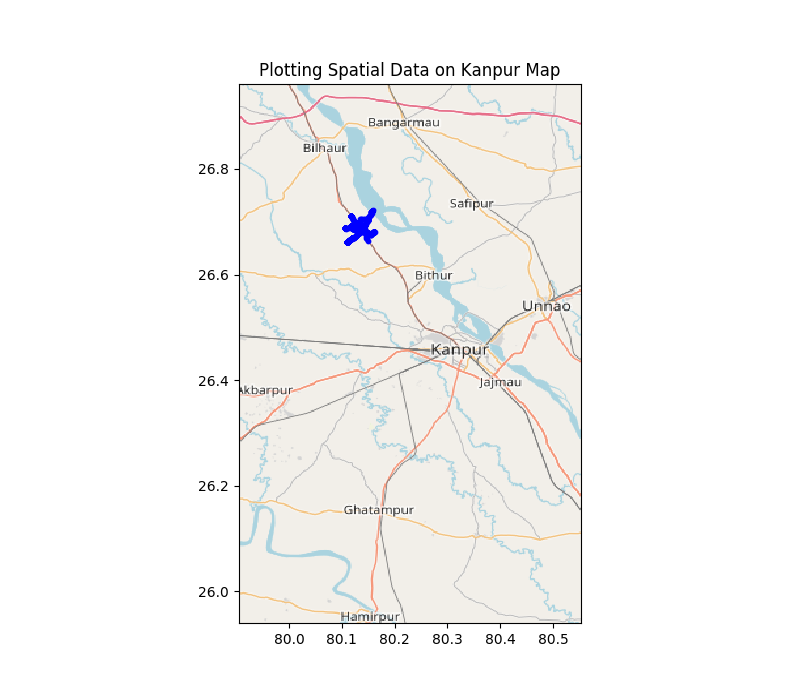 Plotting Spatial Data on Kanpur Map
Bangarmau
Bilhaur
26.8
Safipur
26.6
Bithur
Unnao
Kanpur
26.4
Jajmau
Akbarpur
26.2
Ghatampur
26.0
Hamirpur
80.0 80.1 80.2 80.3 80.4 80.5